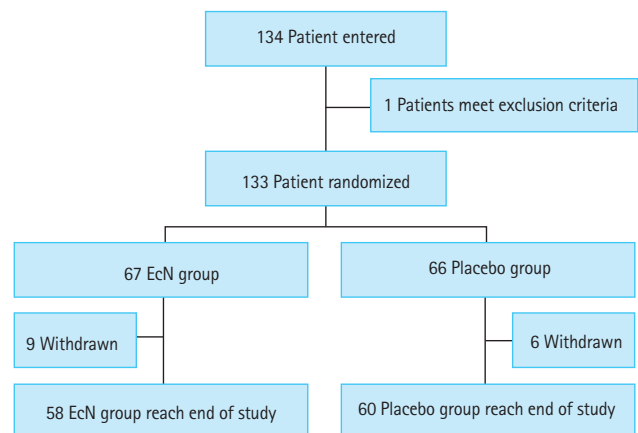 134 Patient entered
1 Patients meet exclusion criteria
133 Patient randomized
67 EcN group
66 Placebo group
9 Withdrawn
6 Withdrawn
58 EcN group reach end of study
60 Placebo group reach end of study